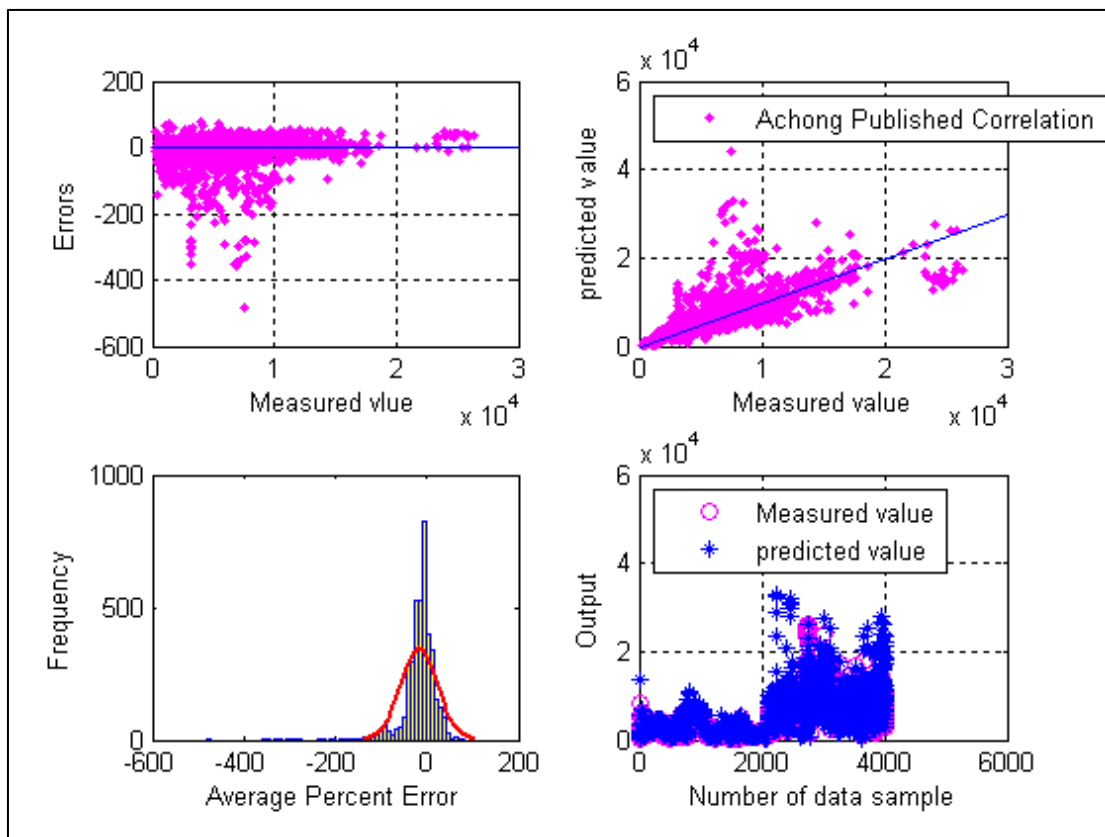 200
0
-200
-400
-600
Errors
0
1
2
3
Measured vlue
x 10^4
x 10^4
6
4
2
0
predicted value
Achong Published Correlation
0
1
2
3
Measured value
x 10^4
1000
500
0
Frequency
-600
-400
-200
0
200
Average Percent Error
x 10^4
6
4
2
0
Output
Measured value
predicted value
0
2000
4000
6000
Number of data sample